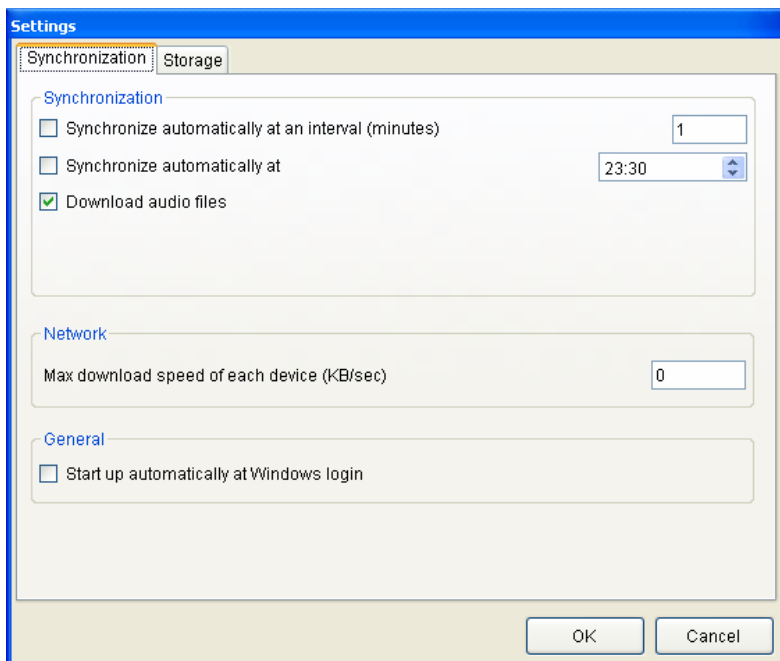 Settings
Synchronization Storage
Synchronization
Synchronize automatically at an interval (minutes) 1
Synchronize automatically at 23:30
Download audio files
Network
Max download speed of each device (KB/sec) 0
General
Start up automatically at Windows login
OK Cancel